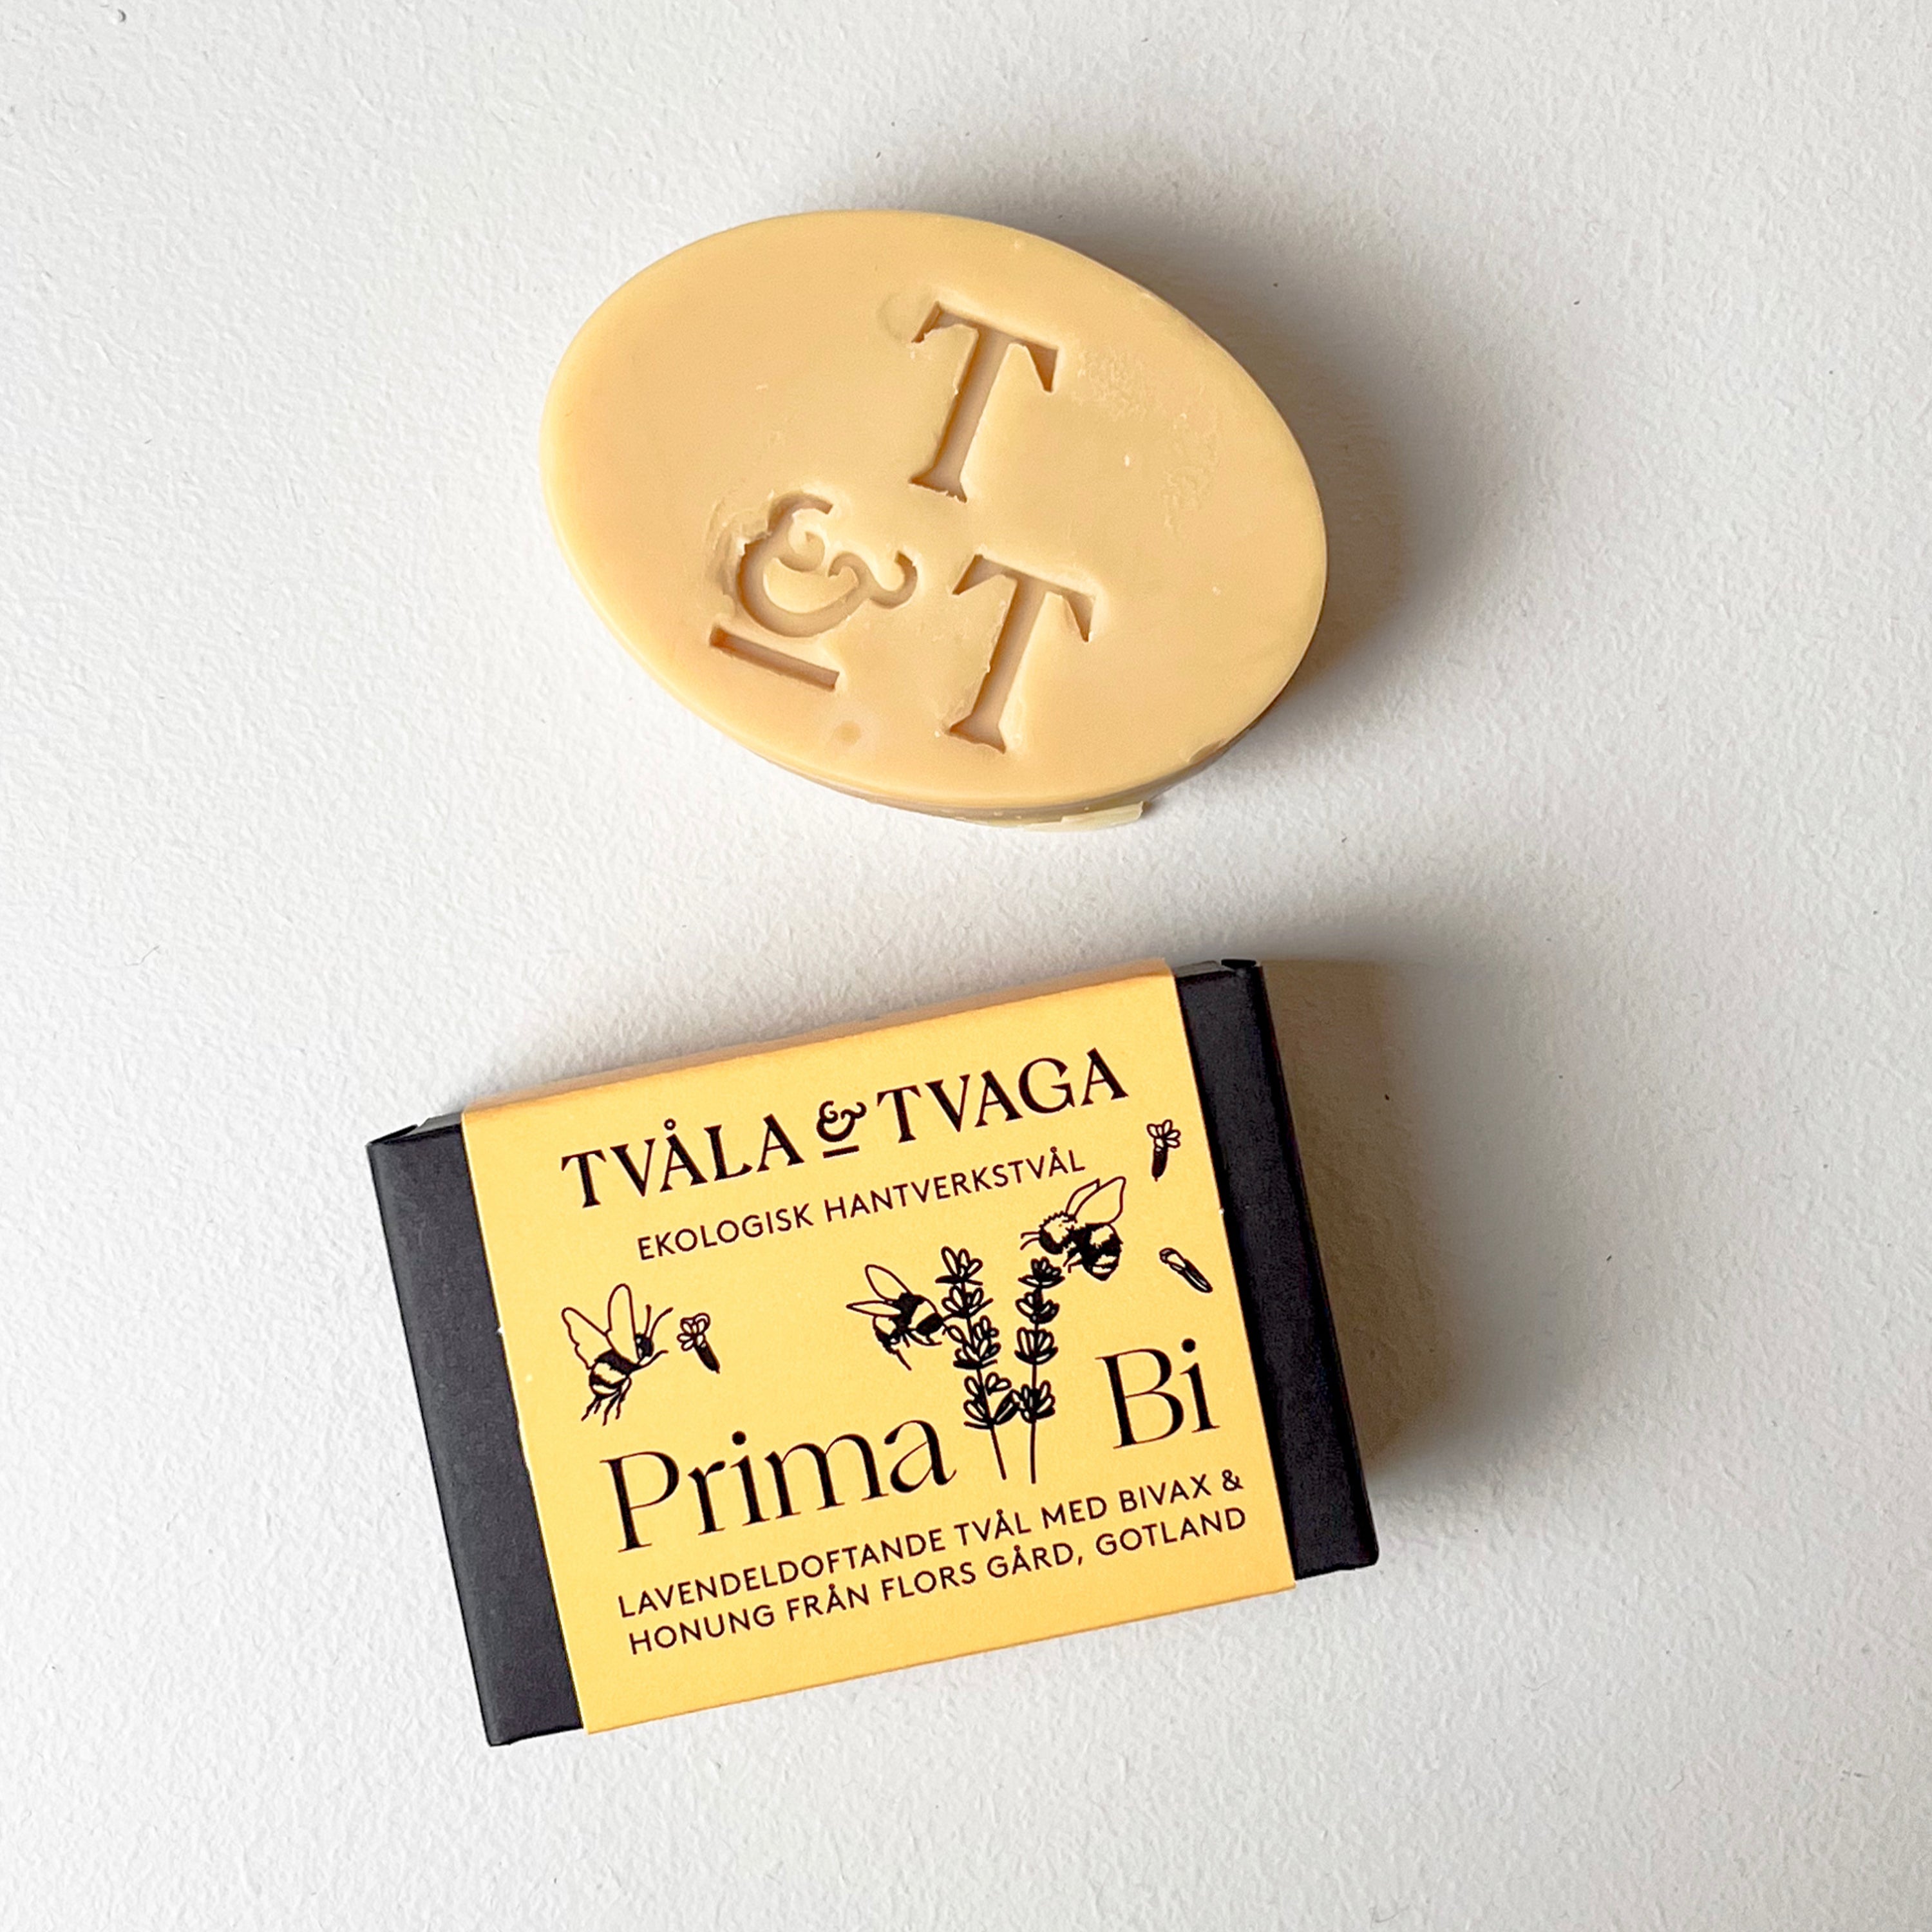 T
& T
TVÅLA & TVAGA
EKOLOGISK HANTVERKSTVÅL
Prima Bi
LAVENDELDOFTANDE TVÅL MED BIVAX &
HONUNG FRÅN FLORS GÅRD, GOTLAND